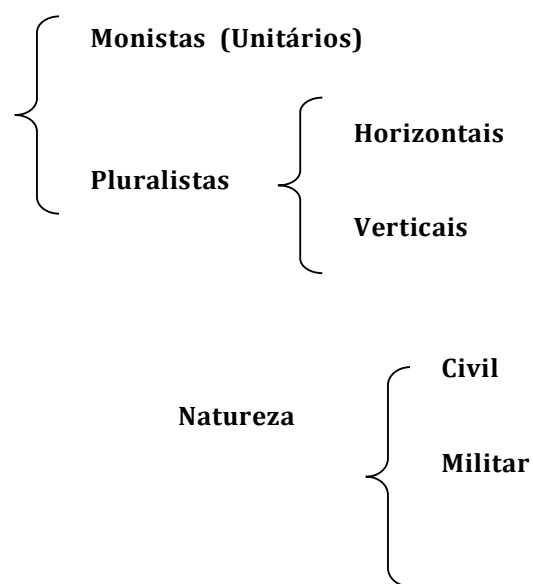 Monistas (Unitários)
Horizontais
Pluralistas
Verticais
Civil
Natureza
Militar